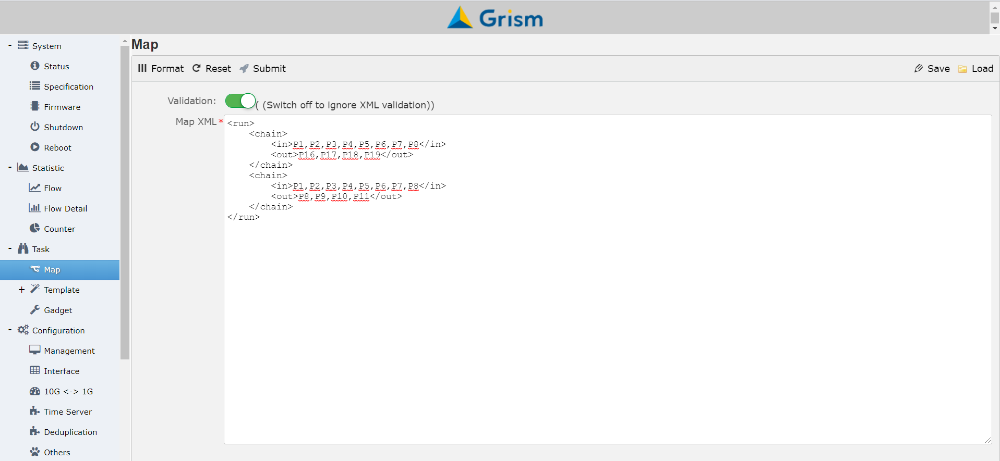 Grism
- System
Status
Specification
Firmware
Shutdown
Reboot
- Statistic
Flow
Flow Detail
Counter
- Task
Map
+ Template
Gadget
- Configuration
Management
Interface
10G <-> 1G
Time Server
Deduplication
Others
Map
Format Reset Submit Save Load
Validation: ( (Switch off to ignore XML validation))
Map XML*
<run>
    <chain>
        <in>P1,P2,P3,P4,P5,P6,P7,P8</in>
        <out>P16,P17,P18,P19</out>
    </chain>
    <chain>
        <in>P1,P2,P3,P4,P5,P6,P7,P8</in>
        <out>P8,P9,P10,P11</out>
    </chain>
</run>